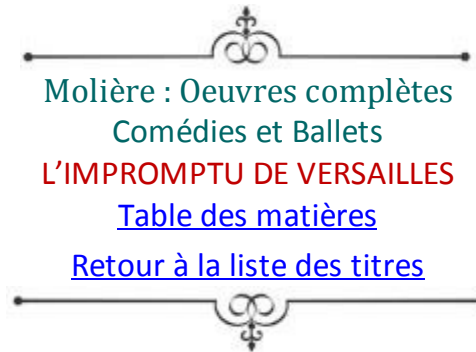 Molière : Oeuvres complètes
Comédies et Ballets
L’IMPROMPTU DE VERSAILLES
Table des matières
Retour à la liste des titres